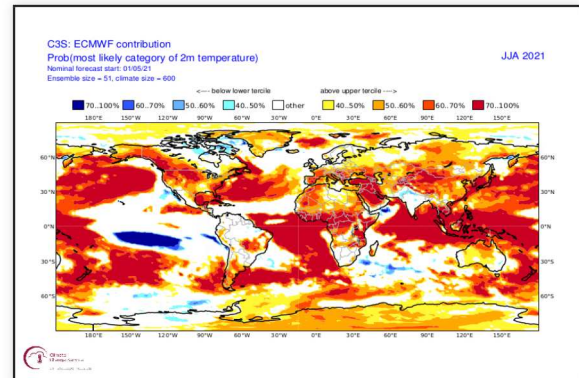 C3S: ECMWF contribution
Prob(most likely category of 2m temperature)
JJA 2021
Nominal forecast start: 01/05/21
Ensemble size = 51, climate size = 600
<---- below lower tercile above upper tercile ---->
70..100% 60..70% 50..60% 40..50% other 40..50% 50..60% 60..70% 70..100%
180°E 150°W 120°W 90°W 60°W 30°W 0°E 30°E 60°E 90°E 120°E 150°E
60°N 60°N
30°N 30°N
0°N 0°N
30°S 30°S
60°S 60°S
180°E 150°W 120°W 90°W 60°W 30°W 0°E 30°E 60°E 90°E 120°E 150°E